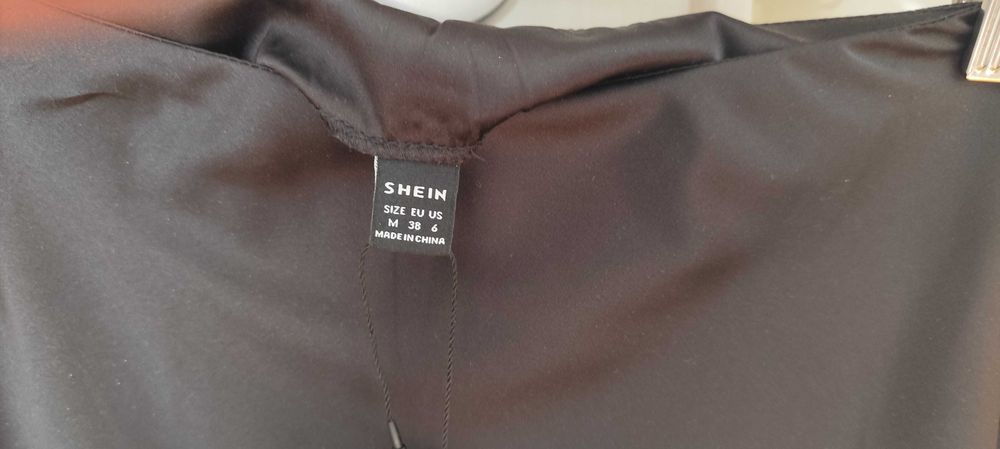 SHEIN
SIZE EU US
M 38 6
MADE IN CHINA